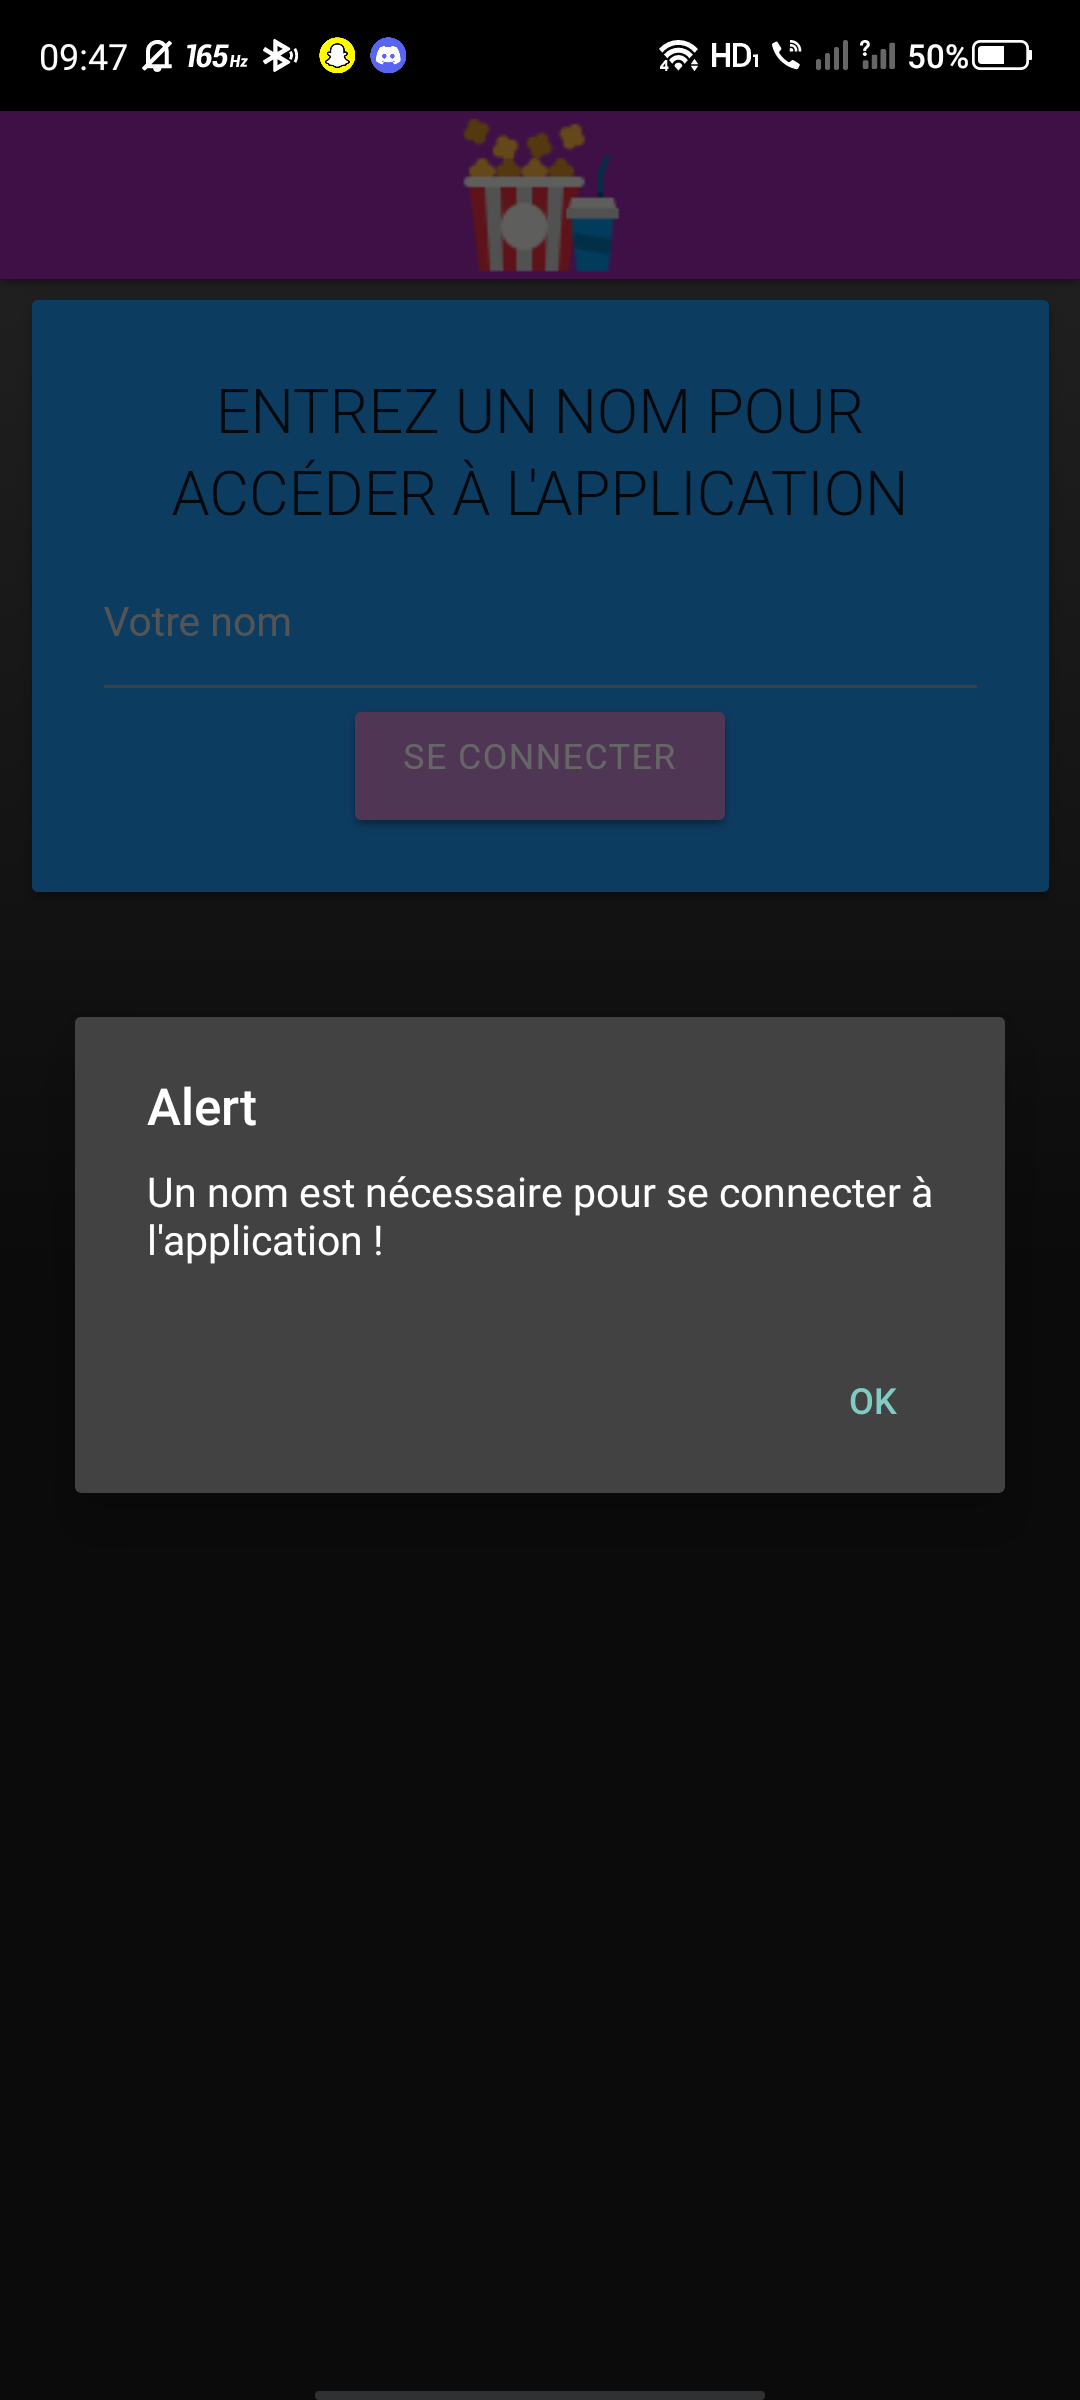 09:47 165Hz HD1 50%
ENTREZ UN NOM POUR
ACCÉDER À L'APPLICATION
Votre nom
SE CONNECTER
Alert
Un nom est nécessaire pour se connecter à
l'application !
OK